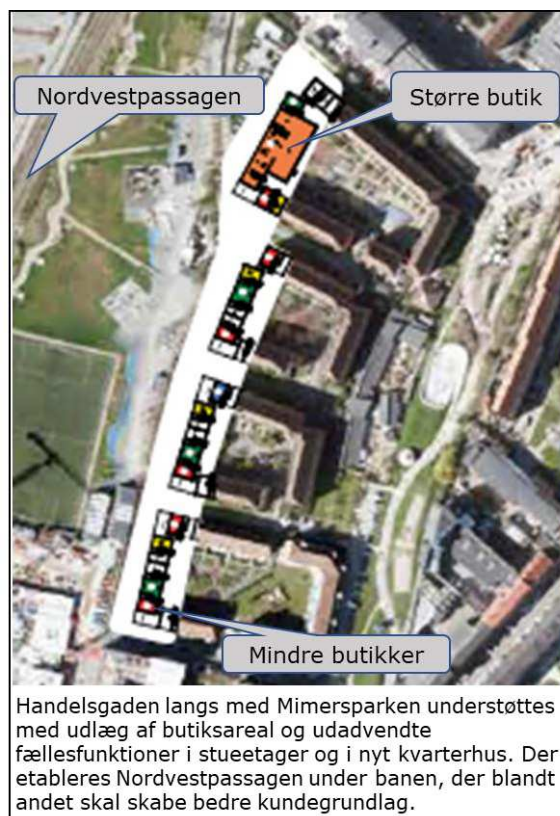 Nordvestpassagen
Større butik
Mindre butikker
Handelsgaden langs med Mimersparken understøttes
med udlæg af butiksareal og udadvendte
fællesfunktioner i stueetager og i nyt kvarterhus. Der
etableres Nordvestpassagen under banen, der blandt
andet skal skabe bedre kundegrundlag.